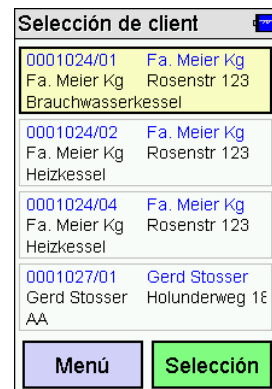 Selección de client
0001024/01 Fa. Meier Kg
Fa. Meier Kg Rosenstr 123
Brauchwasserkessel
0001024/02 Fa. Meier Kg
Fa. Meier Kg Rosenstr 123
Heizkessel
0001024/04 Fa. Meier Kg
Fa. Meier Kg Rosenstr 123
Heizkessel
0001027/01 Gerd Stosser
Gerd Stosser Holunderweg 18
AA
Menú Selección